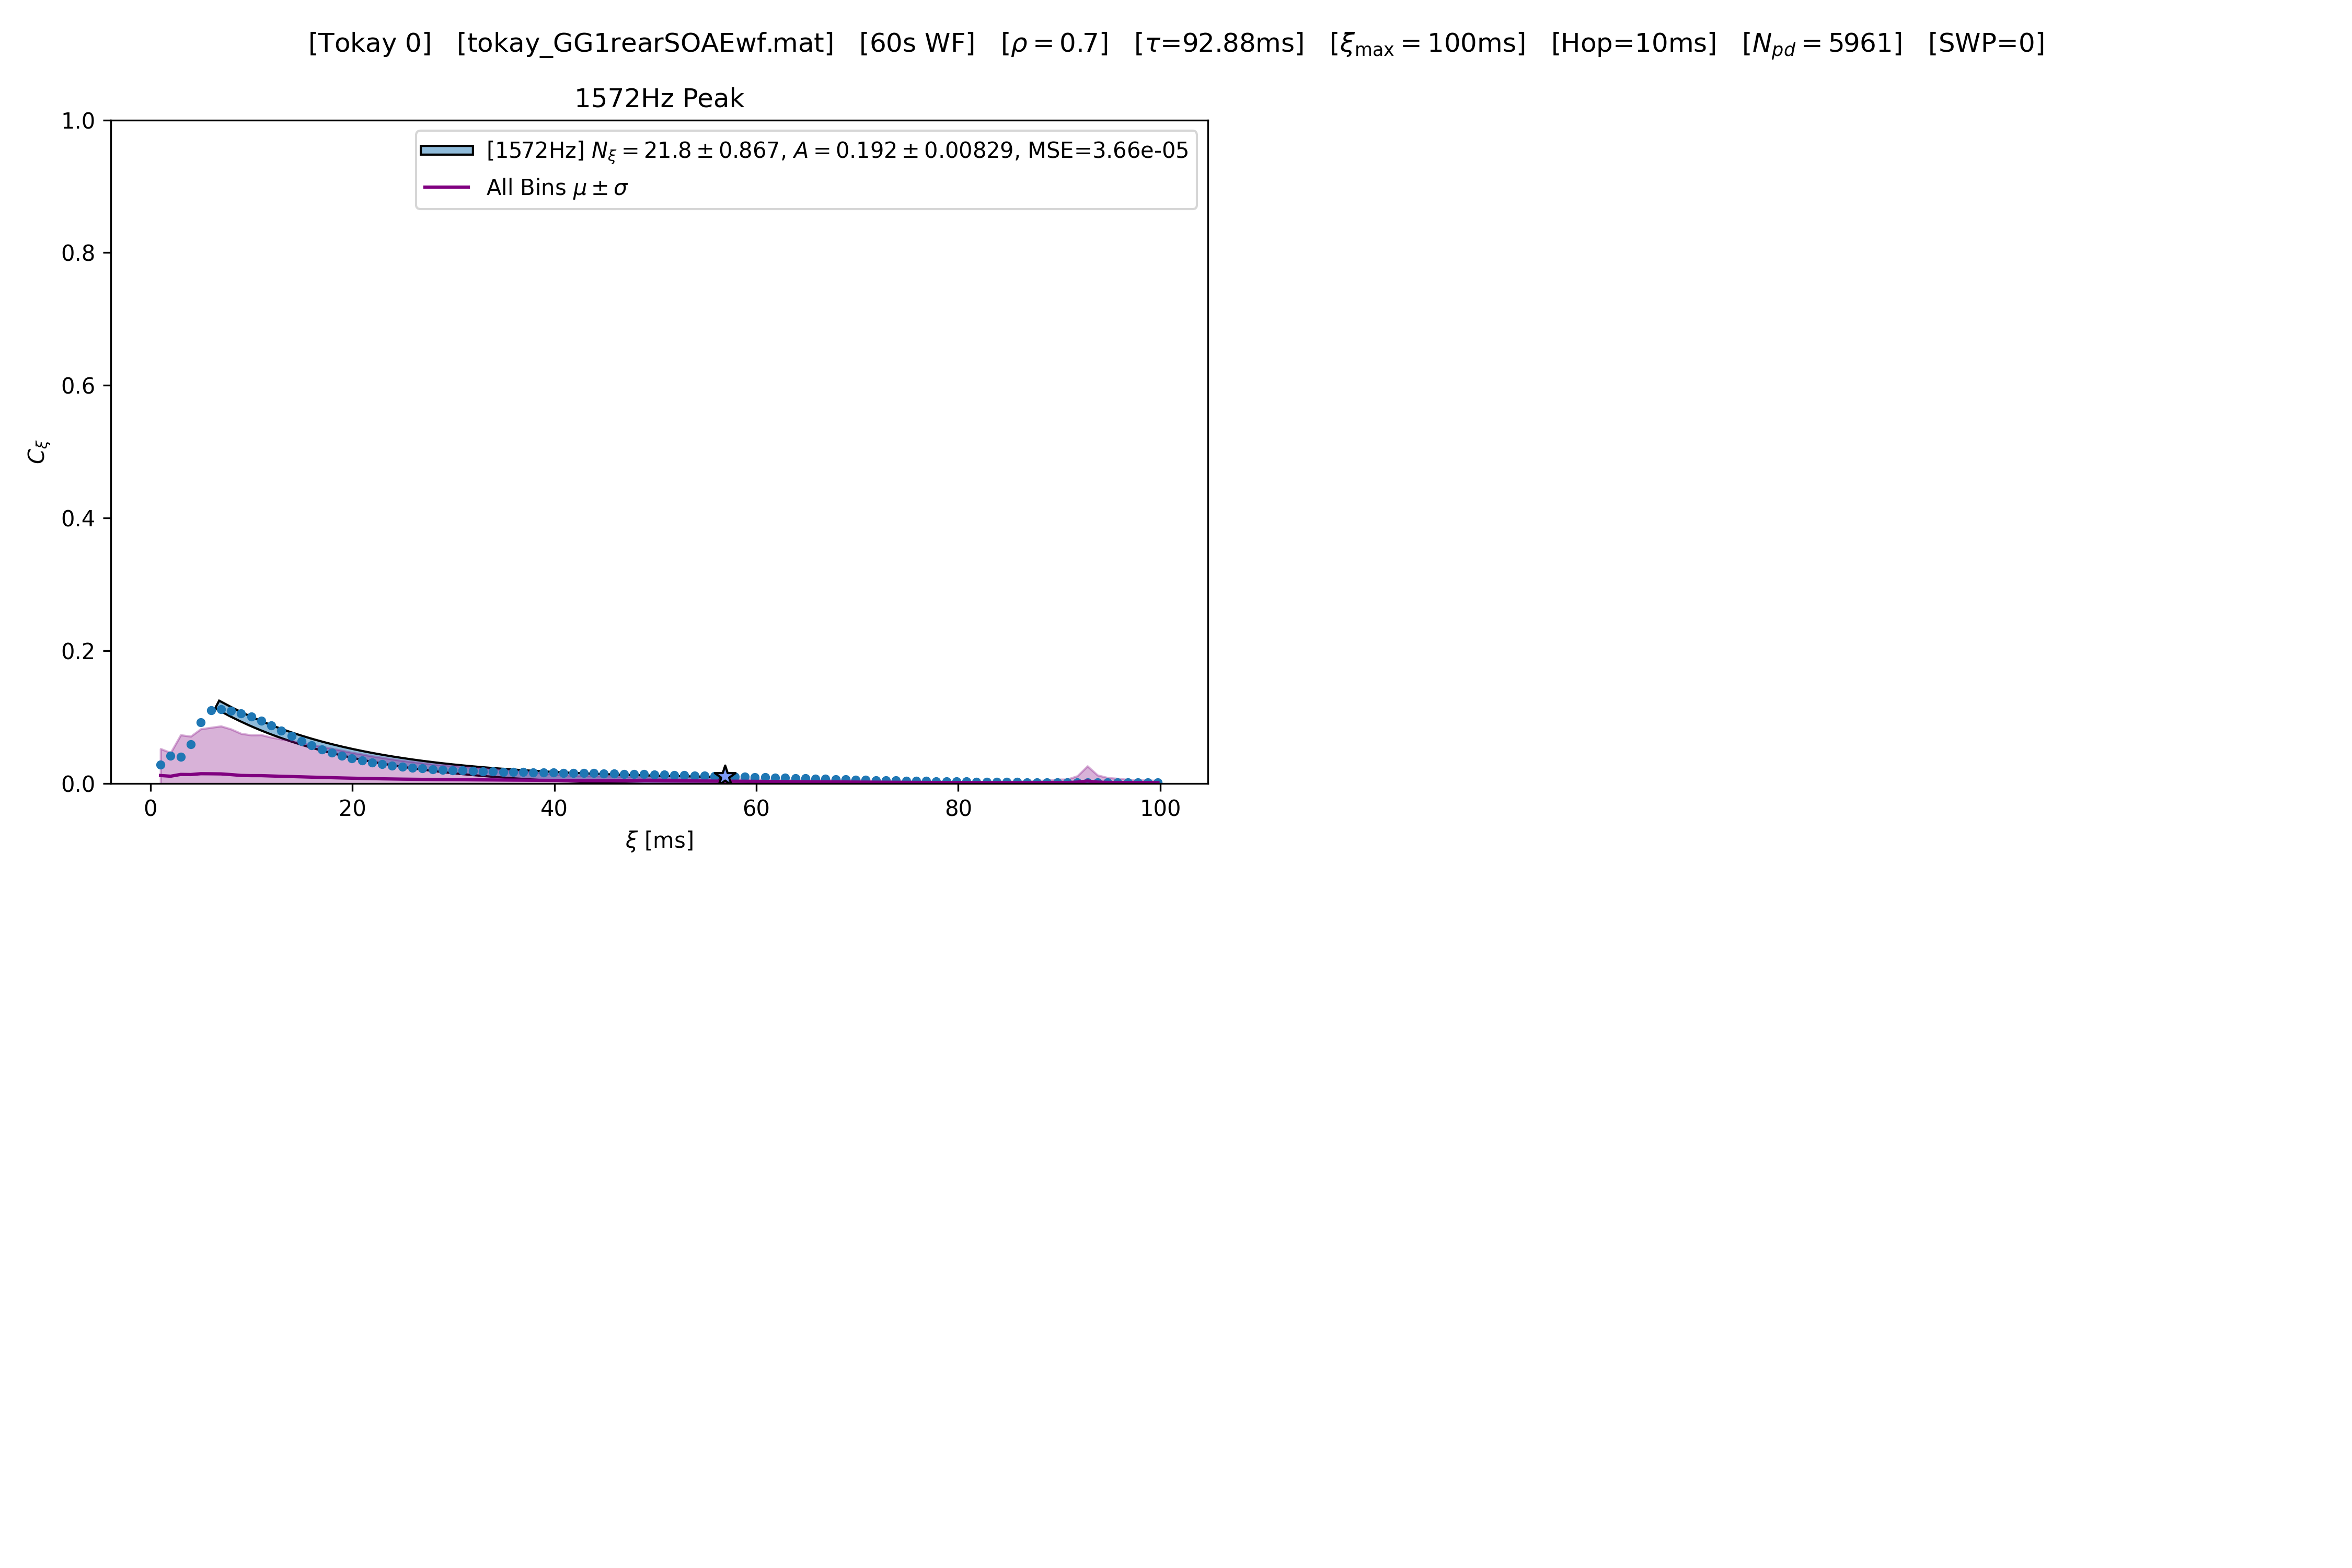 [Tokay 0] [tokay_GG1rearSOAEwf.mat] [60s WF] [ρ = 0.7] [τ=92.88ms] [ξmax = 100ms] [Hop=10ms] [Npd = 5961] [SWP=0]
1572Hz Peak
[1572Hz] Nξ = 21.8 ± 0.867, A = 0.192 ± 0.00829, MSE=3.66e-05
All Bins μ ± σ
1.0
0.8
0.6
0.4
0.2
0.0
Cξ
0 20 40 60 80 100
ξ [ms]